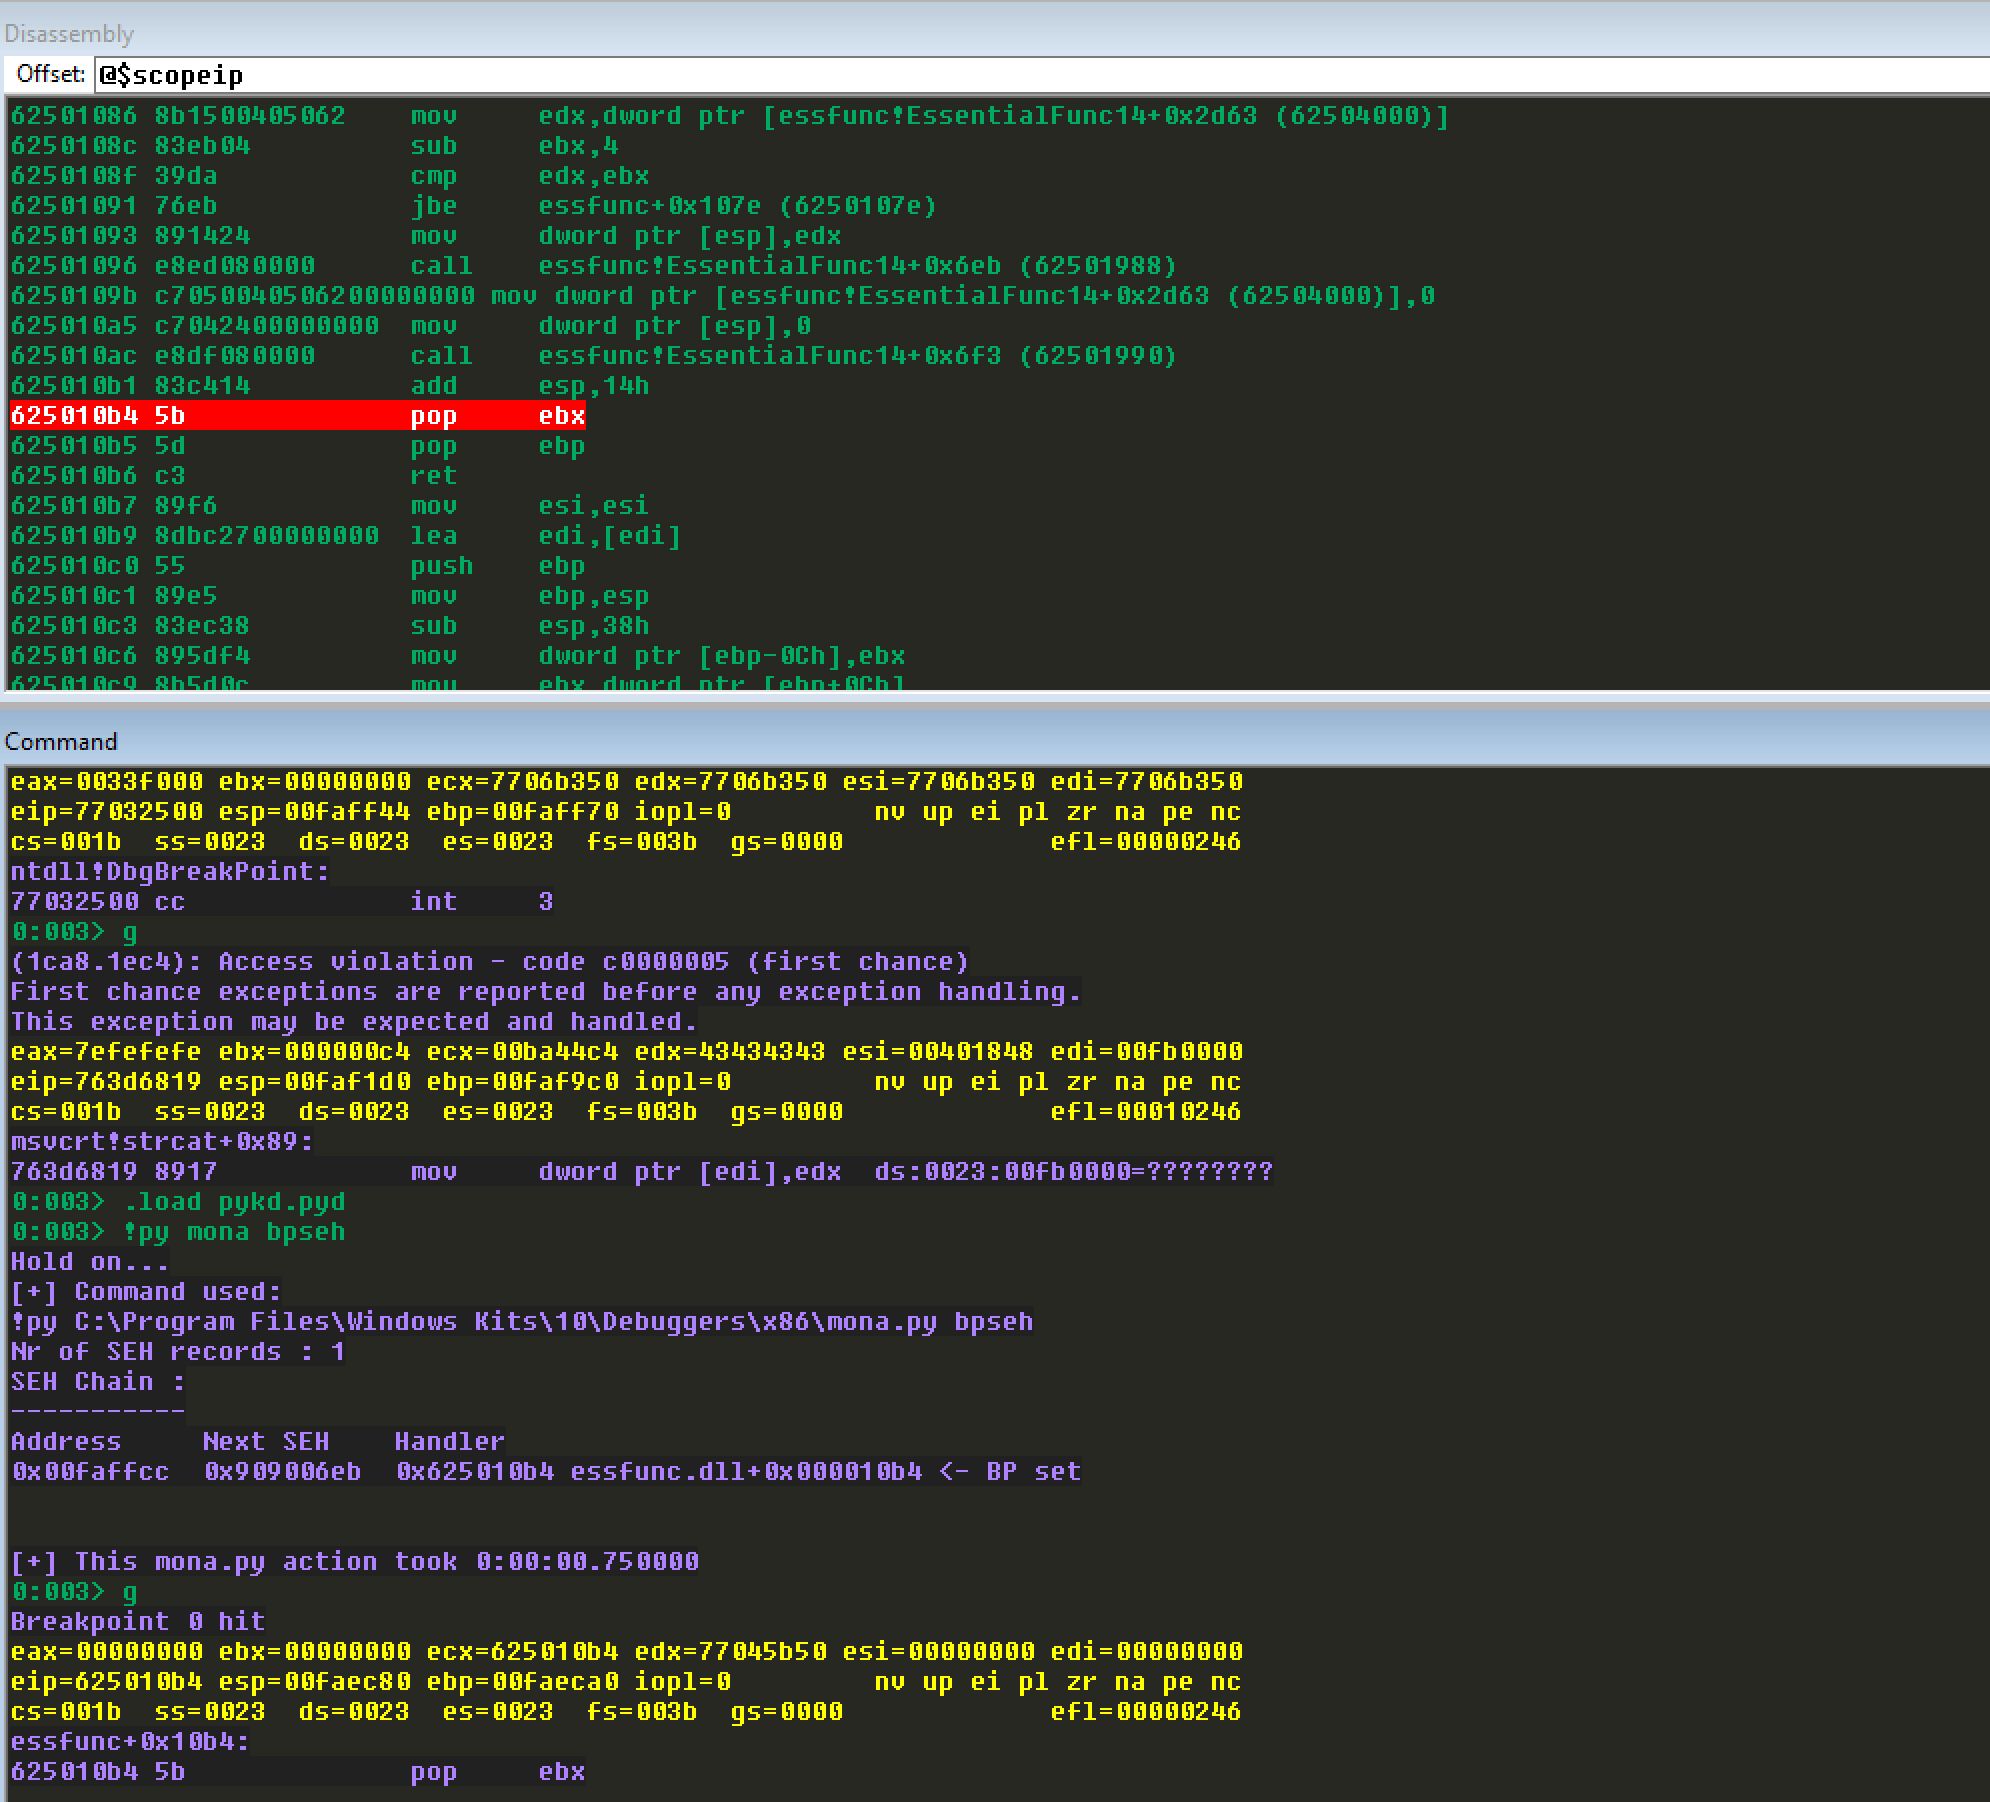 Disassembly
Offset: @$scopeip
62501086 8b1500405062    mov     edx,dword ptr [essfunc!EssentialFunc14+0x2d63 (62504000)]
6250108c 83eb04          sub     ebx,4
6250108f 39da            cmp     edx,ebx
62501091 76eb            jbe     essfunc+0x107e (6250107e)
62501093 891424          mov     dword ptr [esp],edx
62501096 e8ed080000      call    essfunc!EssentialFunc14+0x6eb (62501988)
6250109b c7050040506200000000 mov dword ptr [essfunc!EssentialFunc14+0x2d63 (62504000)],0
625010a5 c7042400000000  mov     dword ptr [esp],0
625010ac e8df080000      call    essfunc!EssentialFunc14+0x6f3 (62501990)
625010b1 83c414          add     esp,14h
625010b4 5b              pop     ebx
625010b5 5d              pop     ebp
625010b6 c3              ret
625010b7 89f6            mov     esi,esi
625010b9 8dbc2700000000  lea     edi,[edi]
625010c0 55              push    ebp
625010c1 89e5            mov     ebp,esp
625010c3 83ec38          sub     esp,38h
625010c6 895df4          mov     dword ptr [ebp-0Ch],ebx
625010c9 8b5d0c          mov     ebx,dword ptr [ebp+0Ch]
Command
eax=0033f000 ebx=00000000 ecx=7706b350 edx=7706b350 esi=7706b350 edi=7706b350
eip=77032500 esp=00faff44 ebp=00faff70 iopl=0         nv up ei pl zr na pe nc
cs=001b  ss=0023  ds=0023  es=0023  fs=003b  gs=0000             efl=00000246
ntdll!DbgBreakPoint:
77032500 cc              int     3
0:003> g
(1ca8.1ec4): Access violation - code c0000005 (first chance)
First chance exceptions are reported before any exception handling.
This exception may be expected and handled.
eax=7efefefe ebx=000000c4 ecx=00ba44c4 edx=43434343 esi=00401848 edi=00fb0000
eip=763d6819 esp=00faf1d0 ebp=00faf9c0 iopl=0         nv up ei pl zr na pe nc
cs=001b  ss=0023  ds=0023  es=0023  fs=003b  gs=0000             efl=00010246
msvcrt!strcat+0x89:
763d6819 8917            mov     dword ptr [edi],edx  ds:0023:00fb0000=????????
0:003> .load pykd.pyd
0:003> !py mona bpseh
Hold on...
[+] Command used:
!py C:\Program Files\Windows Kits\10\Debuggers\x86\mona.py bpseh
Nr of SEH records : 1
SEH Chain :
-----------
Address     Next SEH    Handler
0x00faffcc  0x909006eb  0x625010b4 essfunc.dll+0x000010b4 <- BP set
[+] This mona.py action took 0:00:00.750000
0:003> g
Breakpoint 0 hit
eax=00000000 ebx=00000000 ecx=625010b4 edx=77045b50 esi=00000000 edi=00000000
eip=625010b4 esp=00faec80 ebp=00faeca0 iopl=0         nv up ei pl zr na pe nc
cs=001b  ss=0023  ds=0023  es=0023  fs=003b  gs=0000             efl=00000246
essfunc+0x10b4:
625010b4 5b              pop     ebx